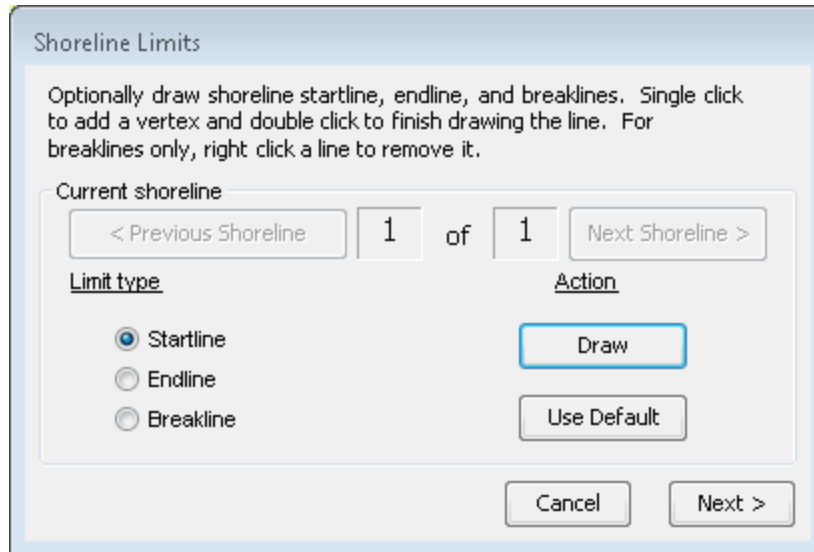 Shoreline Limits
Optionally draw shoreline startline, endline, and breaklines. Single click
to add a vertex and double click to finish drawing the line. For
breaklines only, right click a line to remove it.
Current shoreline
< Previous Shoreline 1 of 1 Next Shoreline >
Limit type Action
Startline Draw
Endline
Breakline Use Default
Cancel Next >